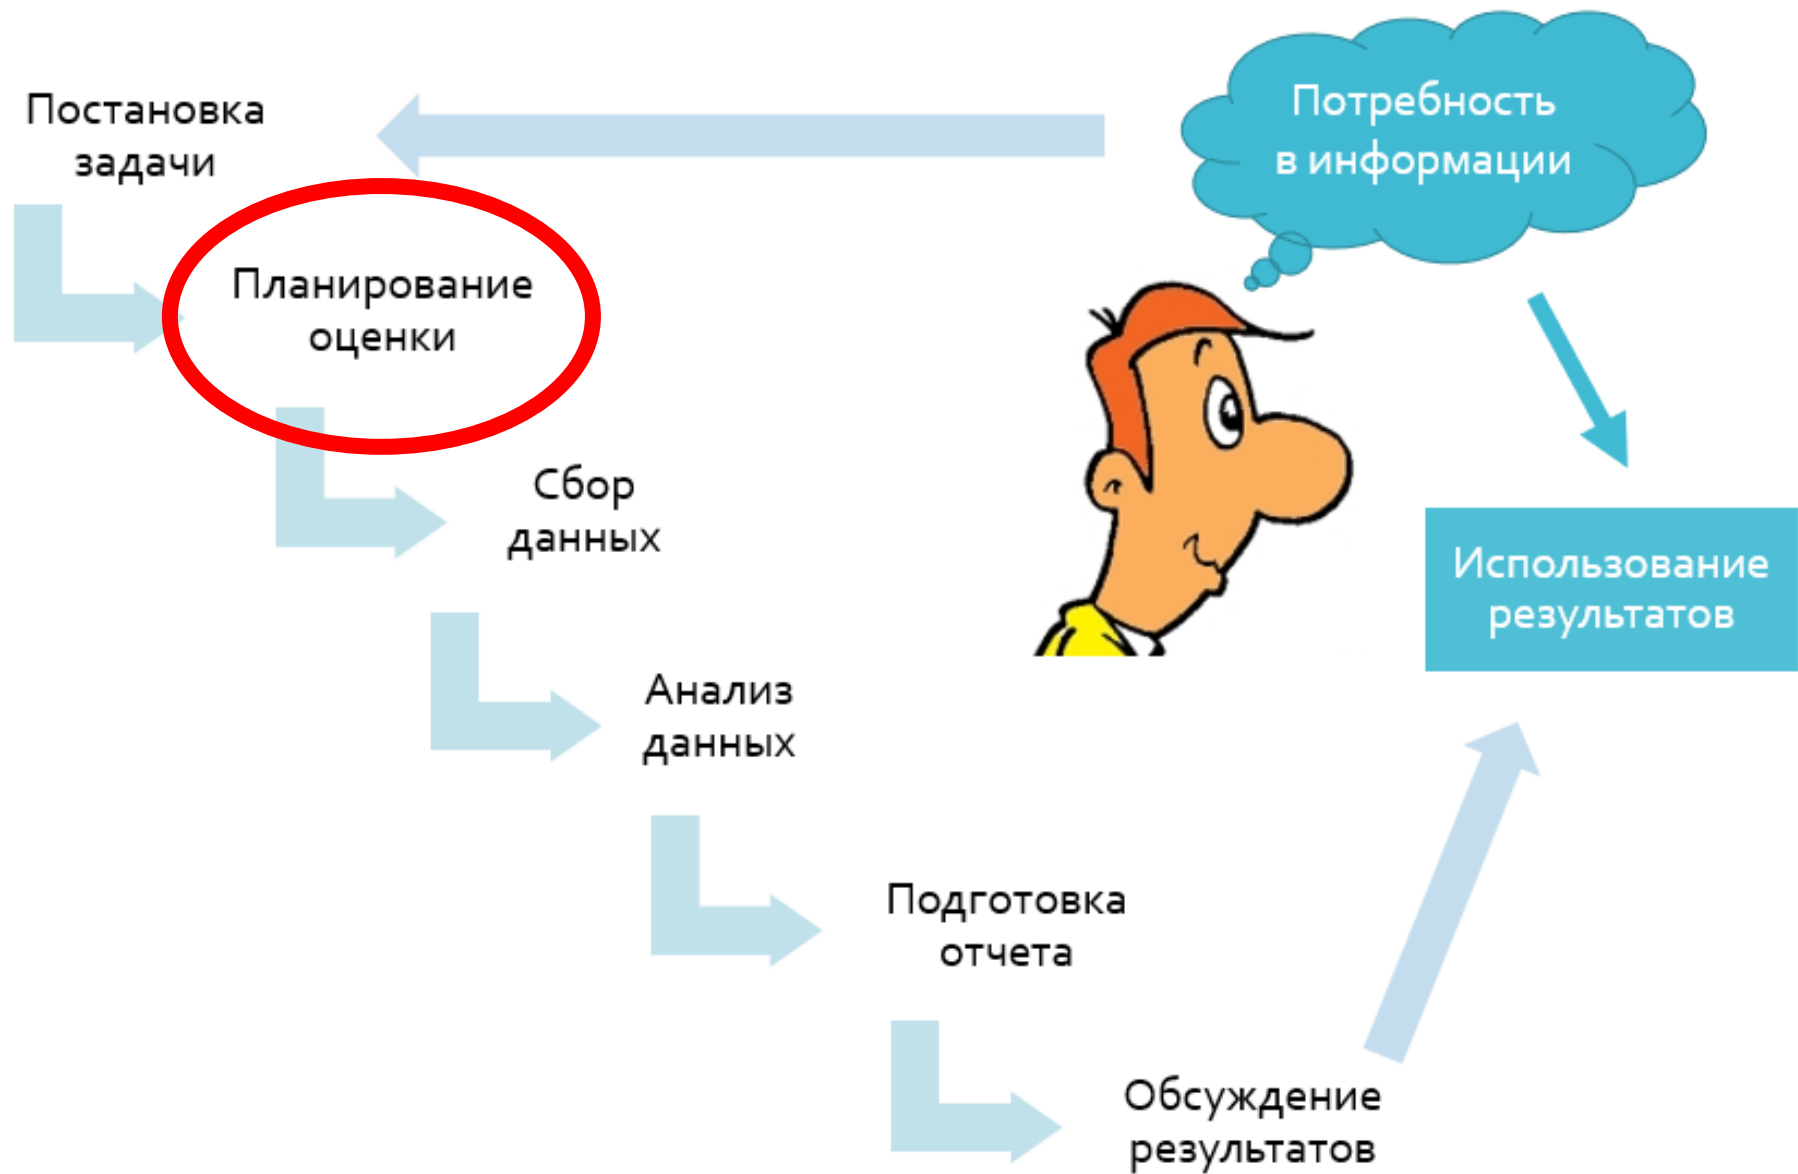 Постановка
задачи
Потребность
в информации
Планирование
оценки
Сбор
данных
Использование
результатов
Анализ
данных
Подготовка
отчета
Обсуждение
результатов